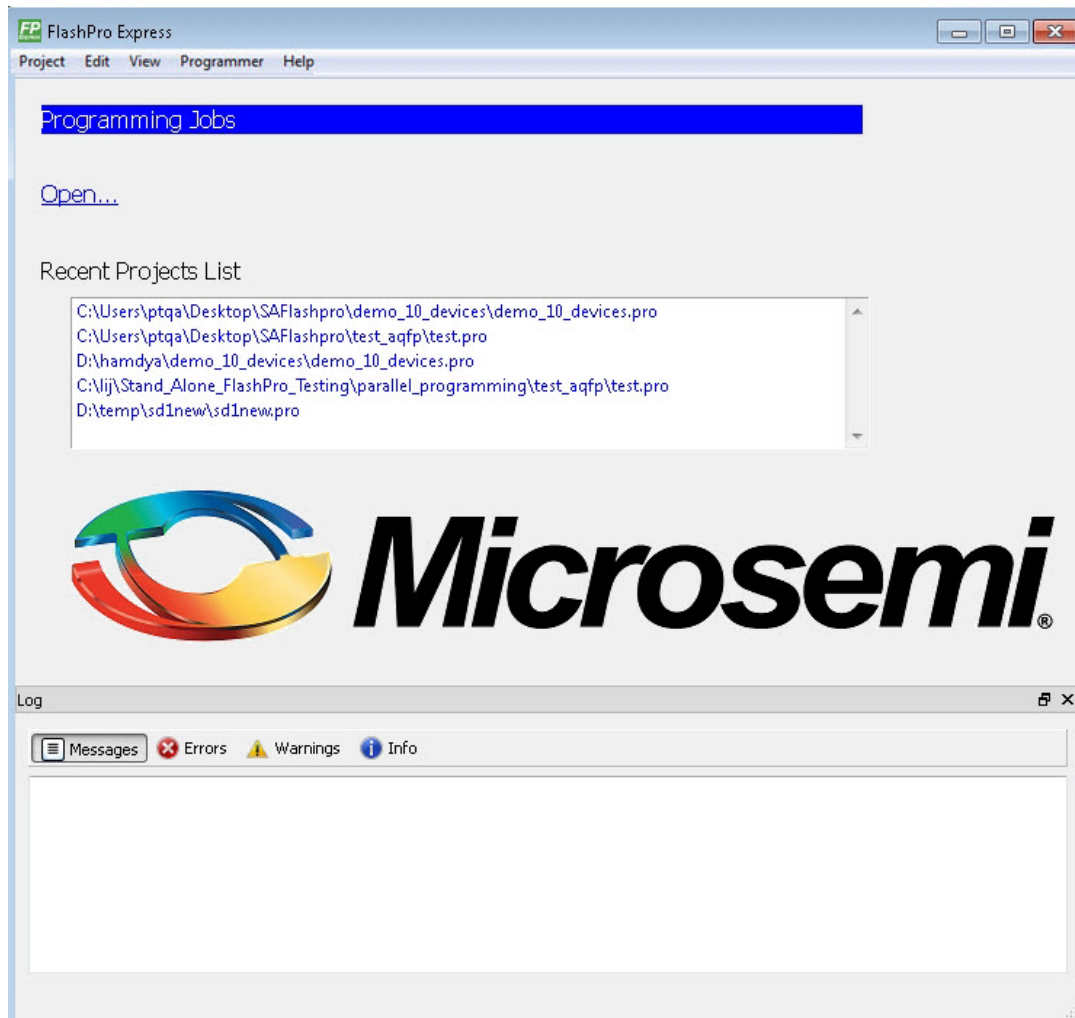 FP
Express
FlashPro Express
Project Edit View Programmer Help
Programming Jobs
Open...
Recent Projects List
C:\Users\ptqa\Desktop\SAFlashpro\demo_10_devices\demo_10_devices.pro
C:\Users\ptqa\Desktop\SAFlashpro\test_aqfp\test.pro
D:\hamdya\demo_10_devices\demo_10_devices.pro
C:\lij\Stand_Alone_FlashPro_Testing\parallel_programming\test_aqfp\test.pro
D:\temp\sd1new\sd1new.pro
Microsemi®
Log
Messages Errors Warnings Info